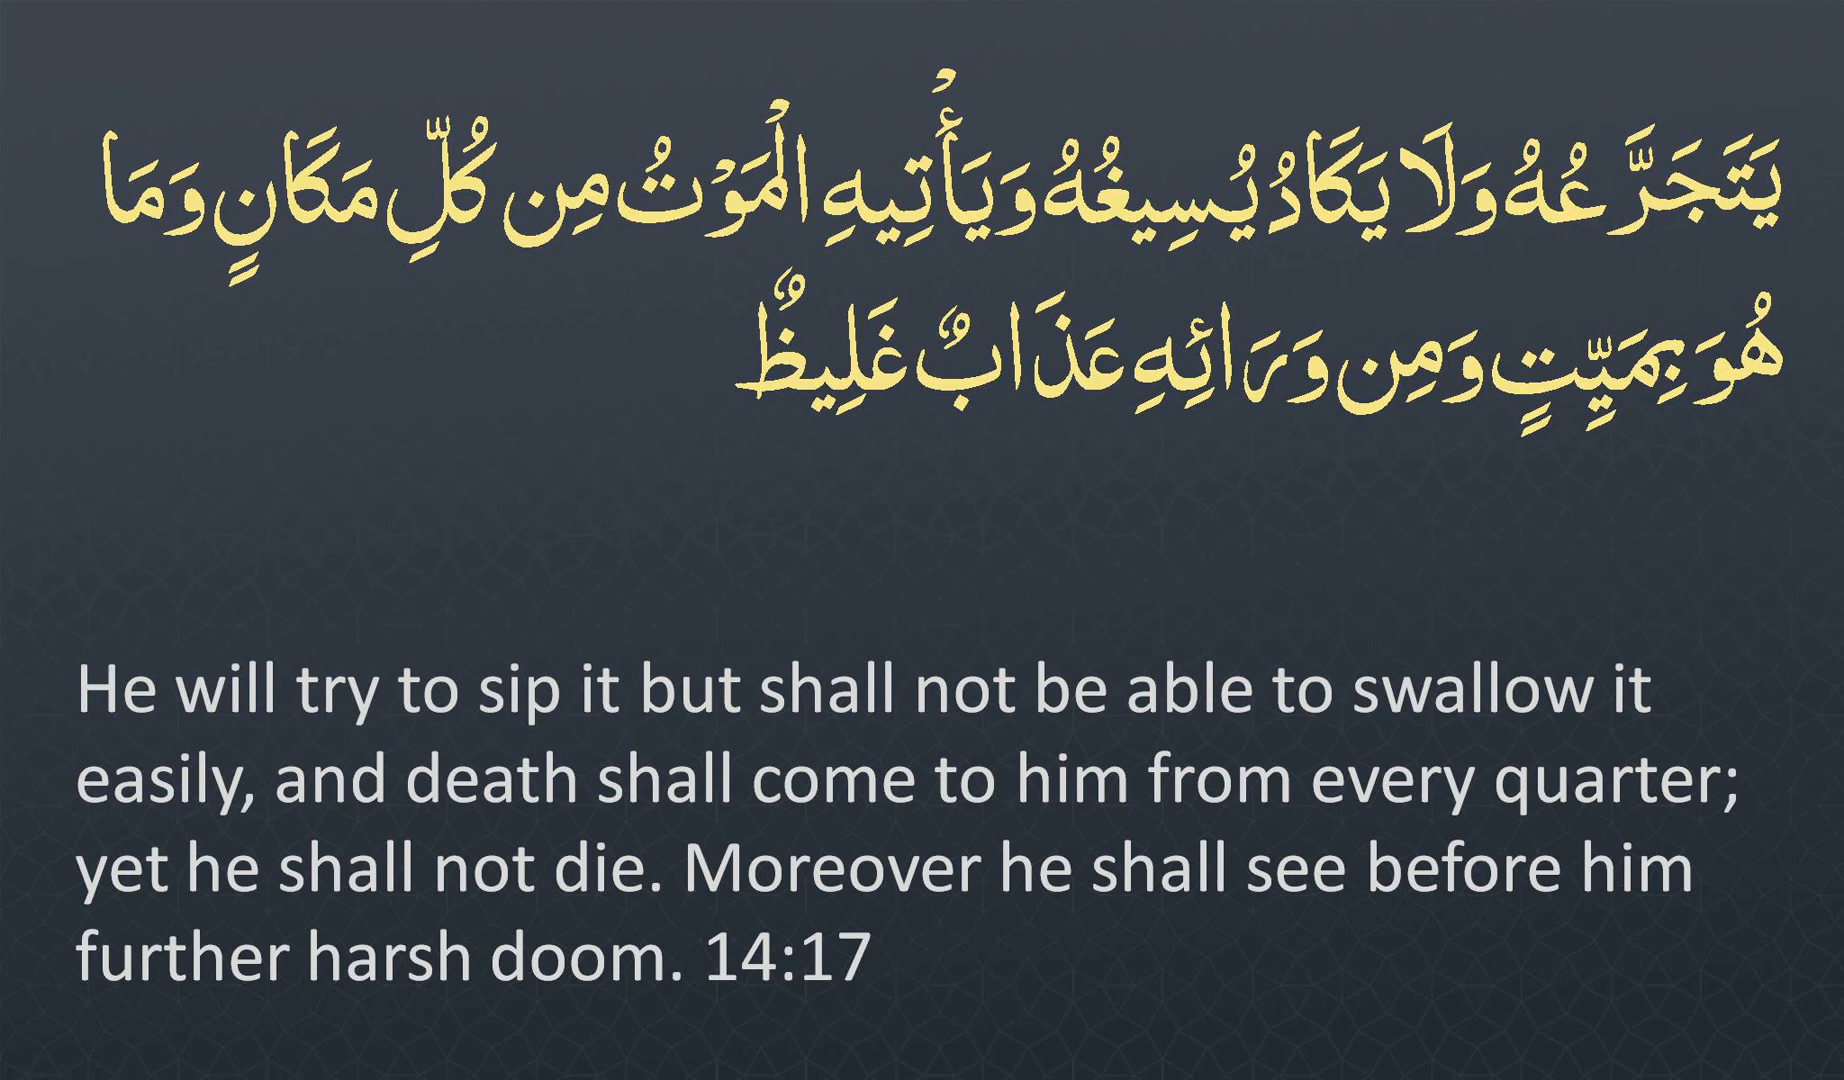 يَتَجَرَّعُهُ وَلَا يَكَادُ يُسِيغُهُ وَيَأْتِيهِ الْمَوْتُ مِن كُلِّ مَكَانٍ وَمَا
هُوَ بِمَيِّتٍ وَمِن وَرَائِهِ عَذَابٌ غَلِيظٌ
He will try to sip it but shall not be able to swallow it
easily, and death shall come to him from every quarter;
yet he shall not die. Moreover he shall see before him
further harsh doom. 14:17